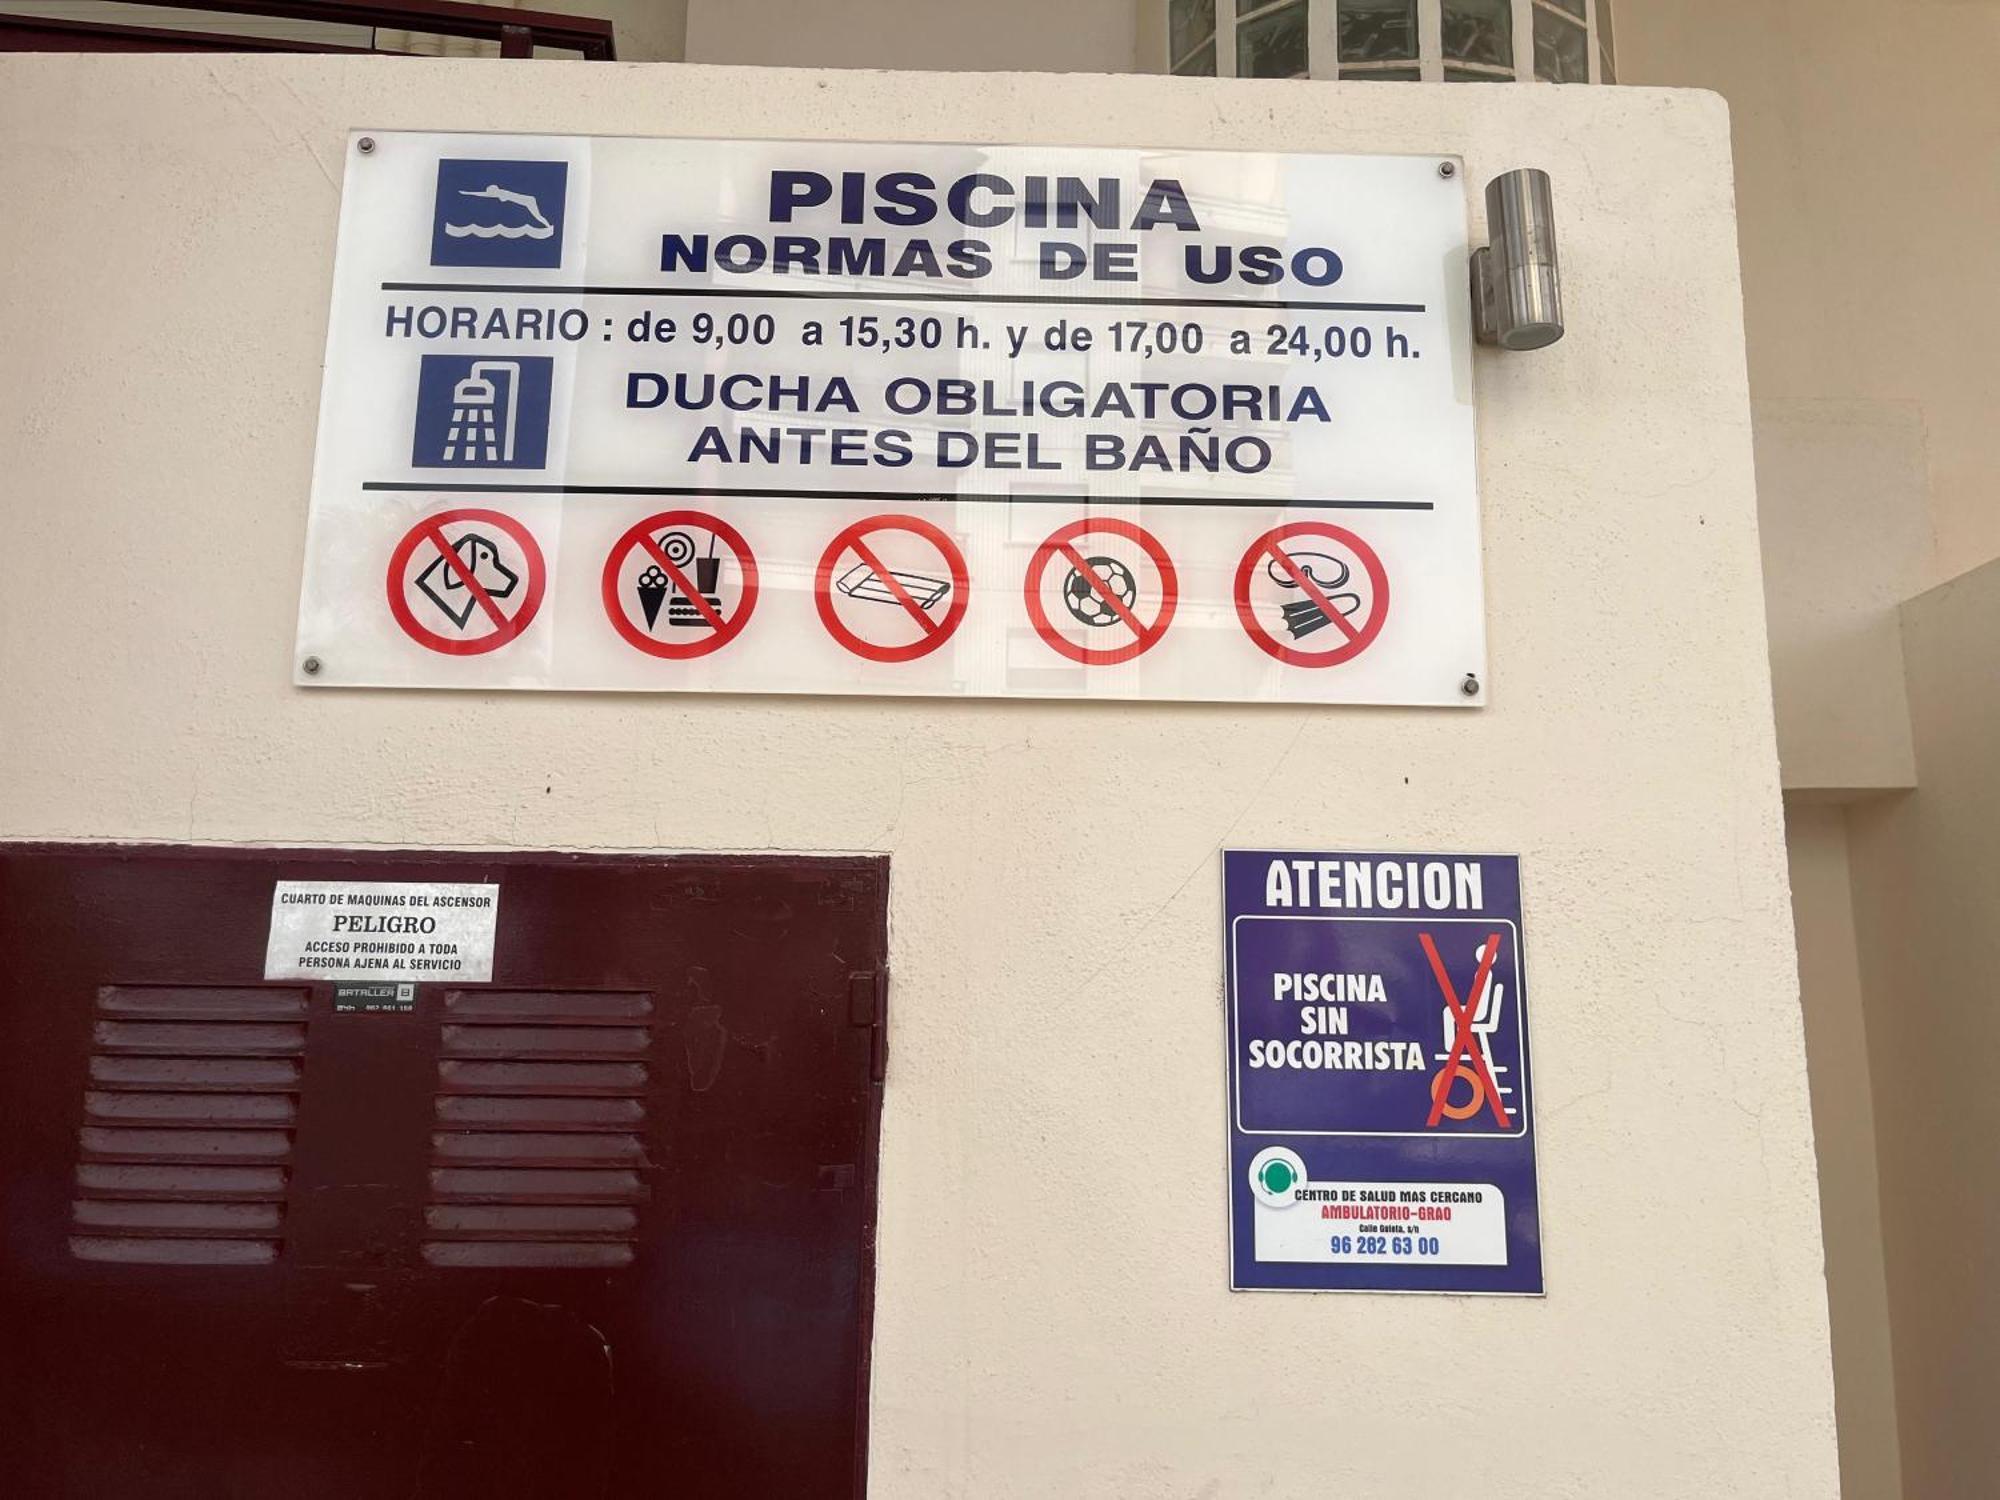 PISCINA
NORMAS DE USO
HORARIO : de 9,00 a 15,30 h. y de 17,00 a 24,00 h.
DUCHA OBLIGATORIA
ANTES DEL BAÑO
CUARTO DE MAQUINAS DEL ASCENSOR
PELIGRO
ACCESO PROHIBIDO A TODA
PERSONA AJENA AL SERVICIO
BATALLER B
ATENCION
PISCINA
SIN
SOCORRISTA
CENTRO DE SALUD MAS CERCANO
AMBULATORIO-GRAO
Calle s/n
96 282 63 00